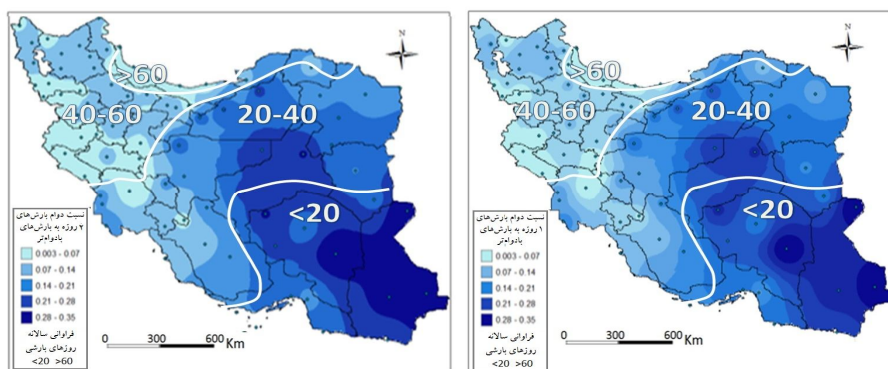 N
>60
40-60
20-40
<20
نسبت دوام بارش‌های
۲ روزه به بارش‌های
بادوام‌تر
0.003 - 0.07
0.07 - 0.14
0.14 - 0.21
0.21 - 0.28
0.28 - 0.35
فراوانی سالانه
روزهای بارشی
<20 >60
0 300 600
Km
N
>60
40-60
20-40
<20
نسبت دوام بارش‌های
۱ روزه به بارش‌های
بادوام‌تر
0.003 - 0.07
0.07 - 0.14
0.14 - 0.21
0.21 - 0.28
0.28 - 0.35
فراوانی سالانه
روزهای بارشی
<20 >60
0 300 600
Km